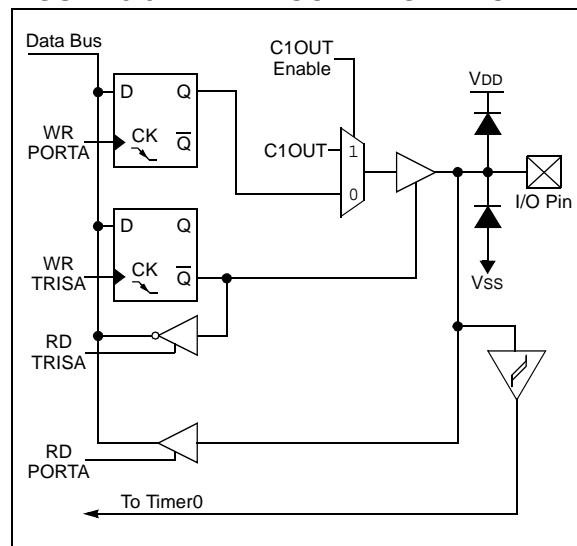 Data Bus
C1OUT
Enable
VDD
D
Q
WR
PORTA
CK
Q
C1OUT
1
0
I/O Pin
D
Q
WR
TRISA
CK
Q
VSS
RD
TRISA
RD
PORTA
To Timer0